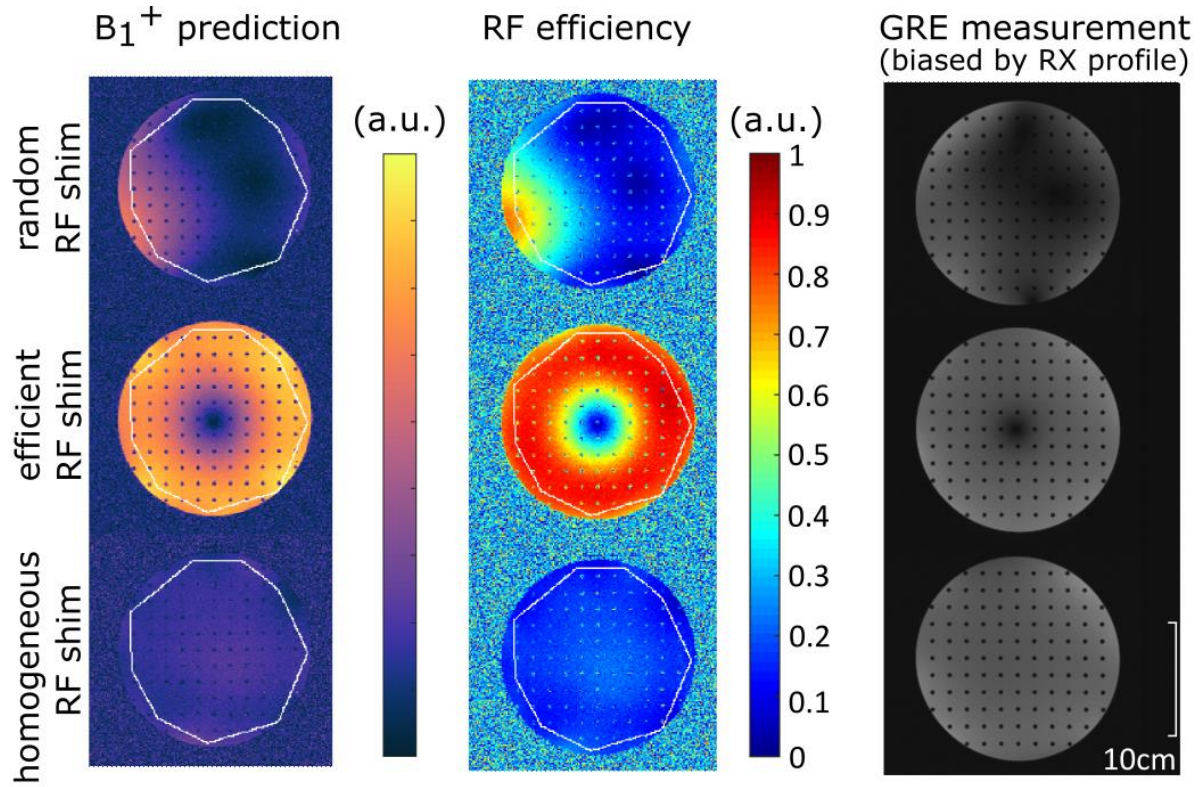 B₁⁺ prediction
RF efficiency
GRE measurement
(biased by RX profile)
(a.u.)
(a.u.)
random
RF shim
efficient
RF shim
homogeneous
RF shim
1
0.9
0.8
0.7
0.6
0.5
0.4
0.3
0.2
0.1
0
10cm